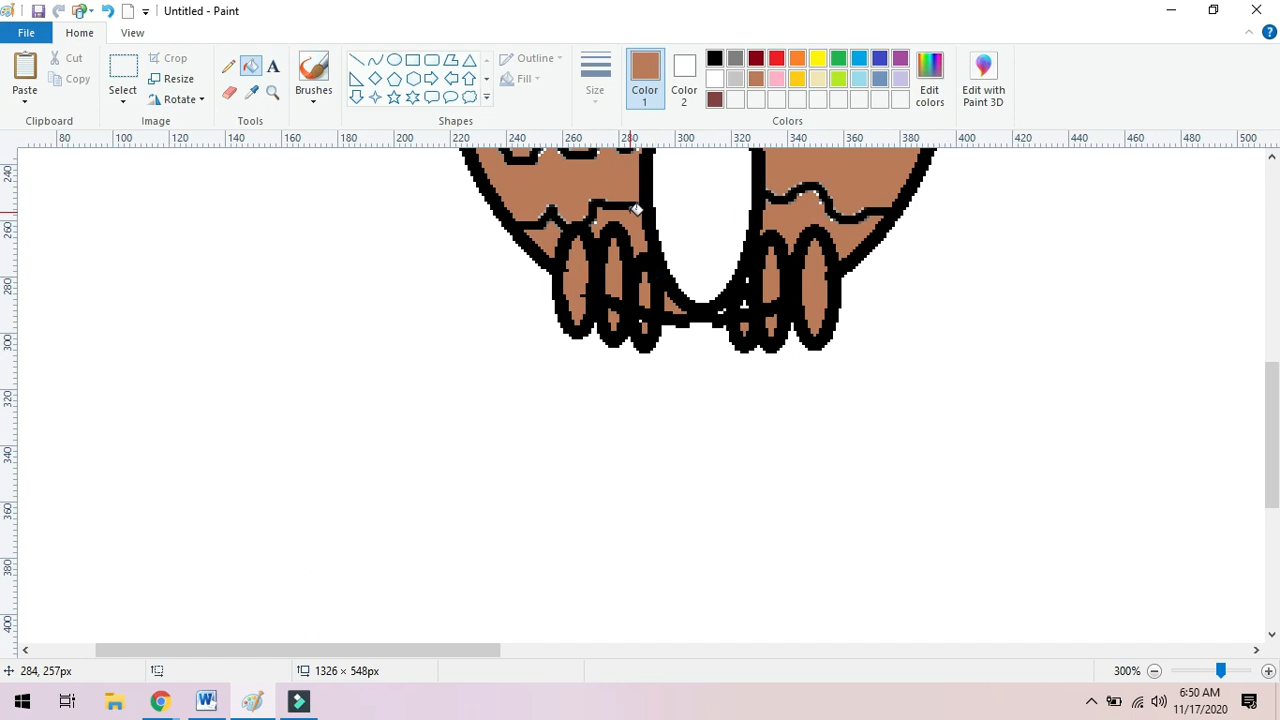 Untitled - Paint
File
Home
View
Paste
Cut
Copy
Clipboard
Select
Crop
Resize
Rotate
Image
Tools
Brushes
Shapes
Outline
Fill
Size
Color 1
Color 2
Edit colors
Edit with Paint 3D
Colors
80 100 120 140 160 180 200 220 240 260 280 300 320 340 360 380 400 420 440 460 480 500
240
260
280
300
320
340
360
380
400
284, 257px
1326 × 548px
300%
6:50 AM
11/17/2020